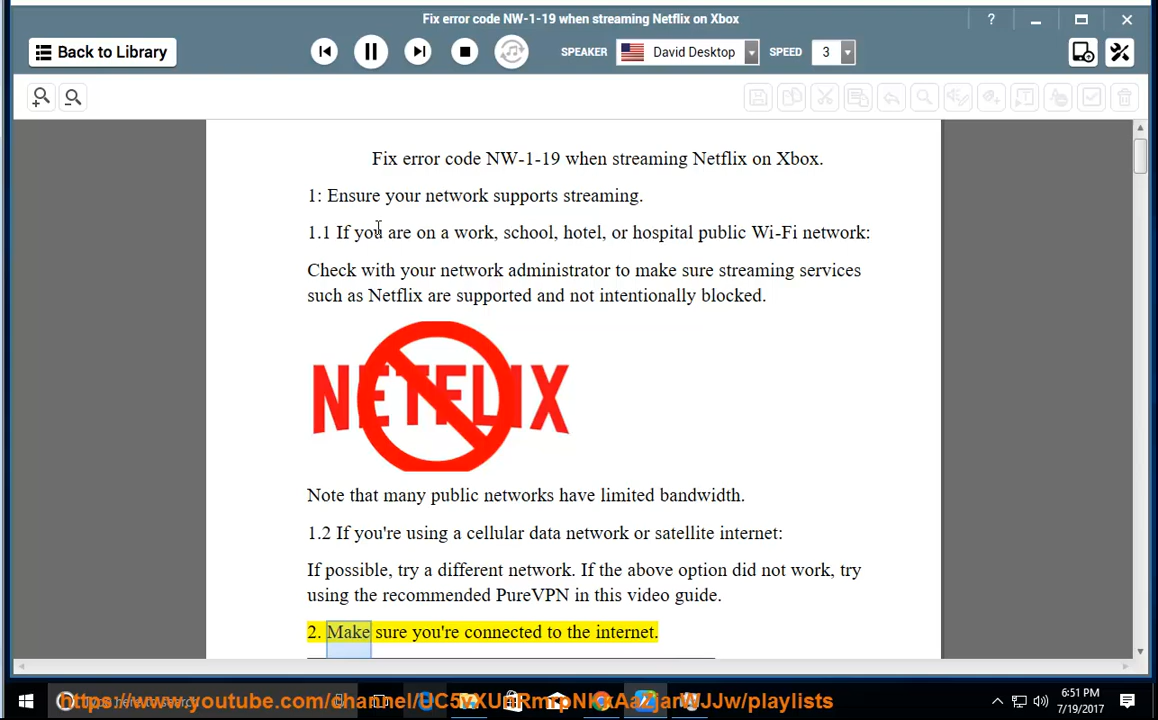 Fix error code NW-1-19 when streaming Netflix on Xbox
Back to Library
SPEAKER
David Desktop
SPEED
3
Fix error code NW-1-19 when streaming Netflix on Xbox.
1: Ensure your network supports streaming.
1.1 If you are on a work, school, hotel, or hospital public Wi-Fi network:
Check with your network administrator to make sure streaming services
such as Netflix are supported and not intentionally blocked.
NETFLIX
Note that many public networks have limited bandwidth.
1.2 If you're using a cellular data network or satellite internet:
If possible, try a different network. If the above option did not work, try
using the recommended PureVPN in this video guide.
2. Make sure you're connected to the internet.
6:51 PM
7/19/2017